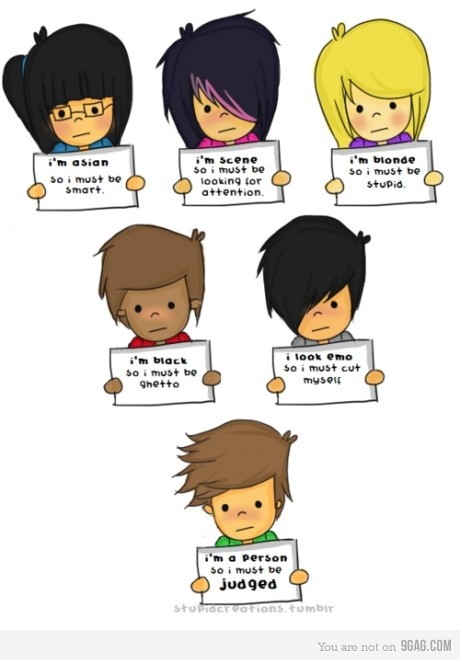 i'm asian
so i must be
smart.
i'm scene
so i must be
looking for
attention.
i'm blonde
so i must be
stupid.
i'm black
so i must be
ghetto
i look emo
so i must cut
myself
i'm a person
so i must be
judged
stupidcreations.tumblr
You are not on 9GAG.COM